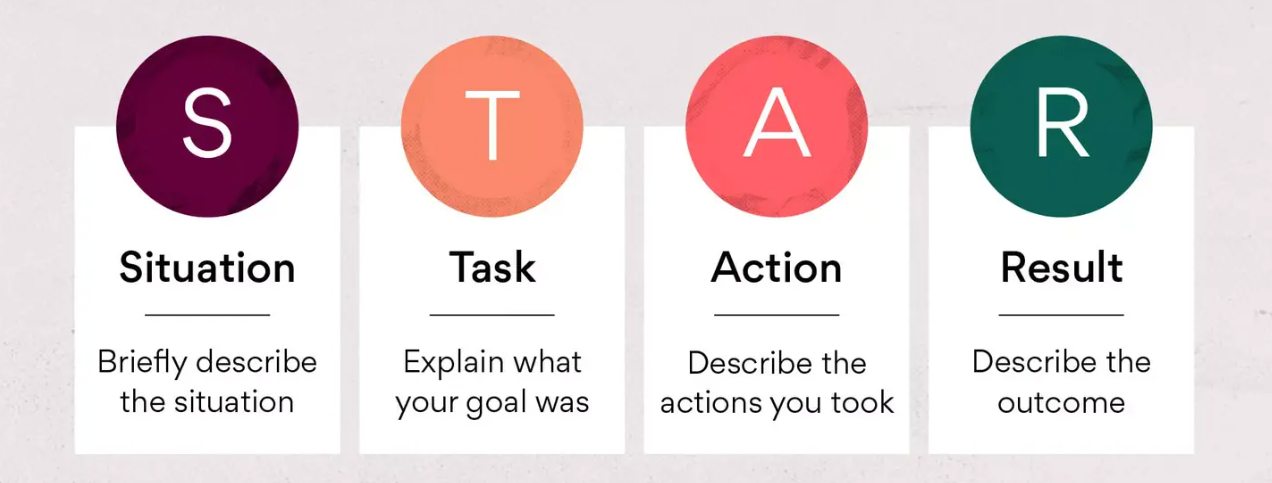 S
Situation
Briefly describe
the situation
T
Task
Explain what
your goal was
A
Action
Describe the
actions you took
R
Result
Describe the
outcome